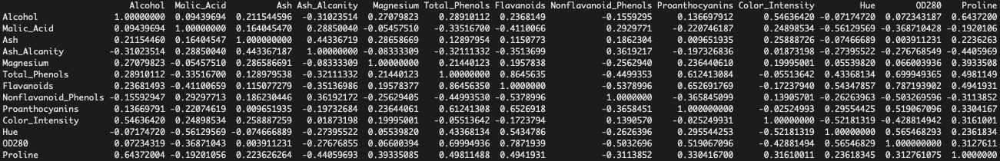 Alcohol Malic_Acid Ash Ash_Alcanity Magnesium Total_Phenols Flavanoids Nonflavanoid_Phenols Proanthocyanins Color_Intensity Hue OD280 Proline
Alcohol 1.00000000 0.09439694 0.211544596 -0.31023514 0.27079823 0.28910112 0.2368149 -0.1559295 0.136697912 0.54636420 -0.07174720 0.072343187 0.6437200
Malic_Acid 0.09439694 1.00000000 0.164045470 0.28850040 -0.05457510 -0.33516700 -0.4110066 0.2929771 -0.220746187 0.24898534 -0.56129569 -0.368710428 -0.1920106
Ash 0.21154460 0.16404547 1.000000000 0.44336719 0.28658669 0.12897954 0.1150773 0.1862304 0.009651935 0.25888726 -0.07466689 0.003911231 0.2236263
Ash_Alcanity -0.31023514 0.28850040 0.443367187 1.00000000 -0.08333309 -0.32111332 -0.3513699 0.3619217 -0.197326836 0.01873198 -0.27395522 -0.276768549 -0.4405969
Magnesium 0.27079823 -0.05457510 0.286586691 -0.08333309 1.00000000 0.21440123 0.1957838 -0.2562940 0.236440610 0.19995001 0.05539820 0.066003936 0.3933508
Total_Phenols 0.28910112 -0.33516700 0.128979538 -0.32111332 0.21440123 1.00000000 0.8645635 -0.4499353 0.612413084 -0.05513642 0.43368134 0.699949365 0.4981149
Flavanoids 0.23681493 -0.41100659 0.115077279 -0.35136986 0.19578377 0.86456350 1.0000000 -0.5378996 0.652691769 -0.17237940 0.54347857 0.787193902 0.4941931
Nonflavanoid_Phenols -0.15592947 0.29297713 0.186230446 0.36192172 -0.25629405 -0.44993530 -0.5378996 1.0000000 -0.365845099 0.13905701 -0.26263963 -0.503269596 -0.3113852
Proanthocyanins 0.13669791 -0.22074619 0.009651935 -0.19732684 0.23644061 0.61241308 0.6526918 -0.3658451 1.000000000 -0.02524993 0.29554425 0.519067096 0.3304167
Color_Intensity 0.54636420 0.24898534 0.258887259 0.01873198 0.19995001 -0.05513642 -0.1723794 0.1390570 -0.025249931 1.00000000 -0.52181319 -0.428814942 0.3161001
Hue -0.07174720 -0.56129569 -0.074666889 -0.27395522 0.05539820 0.43368134 0.5434786 -0.2626396 0.295544253 -0.52181319 1.00000000 0.565468293 0.2361834
OD280 0.07234319 -0.36871043 0.003911231 -0.27676855 0.06600394 0.69994936 0.7871939 -0.5032696 0.519067096 -0.42881494 0.56546829 1.000000000 0.3127611
Proline 0.64372004 -0.19201056 0.223626264 -0.44059693 0.39335085 0.49811488 0.4941931 -0.3113852 0.330416700 0.31610011 0.23618345 0.312761075 1.0000000